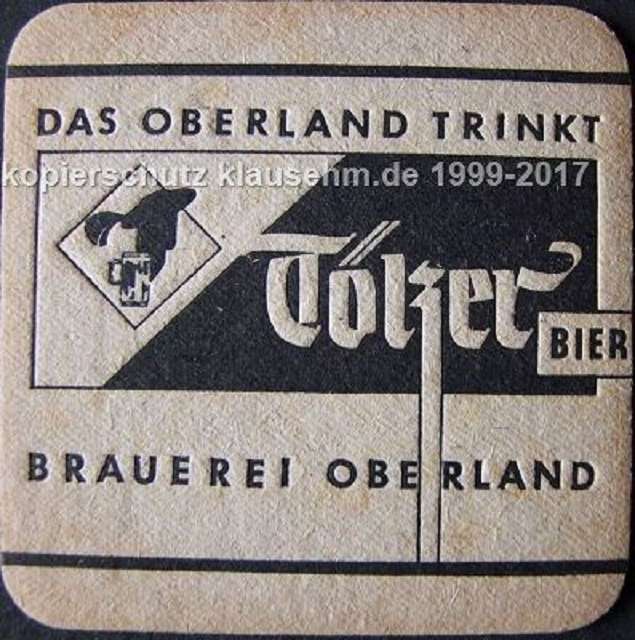 DAS OBERLAND TRINKT
kopierschutz klausehm.de 1999-2017
Tölzer
BIER
BRAUEREI OBERLAND